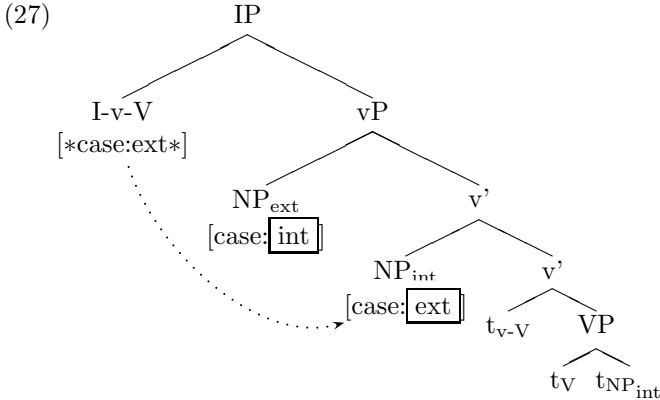 (27)
IP
I-v-V
vP
[∗case:ext∗]
NPext
v’
[case: int ]
NPint
v’
[case: ext ]
tv-V
VP
tV
tNPint